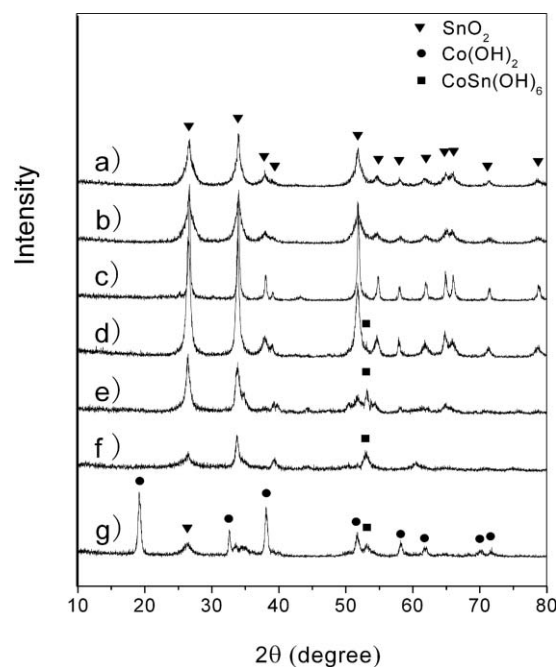 ▼ SnO2
● Co(OH)2
■ CoSn(OH)6
Intensity
a)
b)
c)
d)
e)
f)
g)
10 20 30 40 50 60 70 80
2θ (degree)